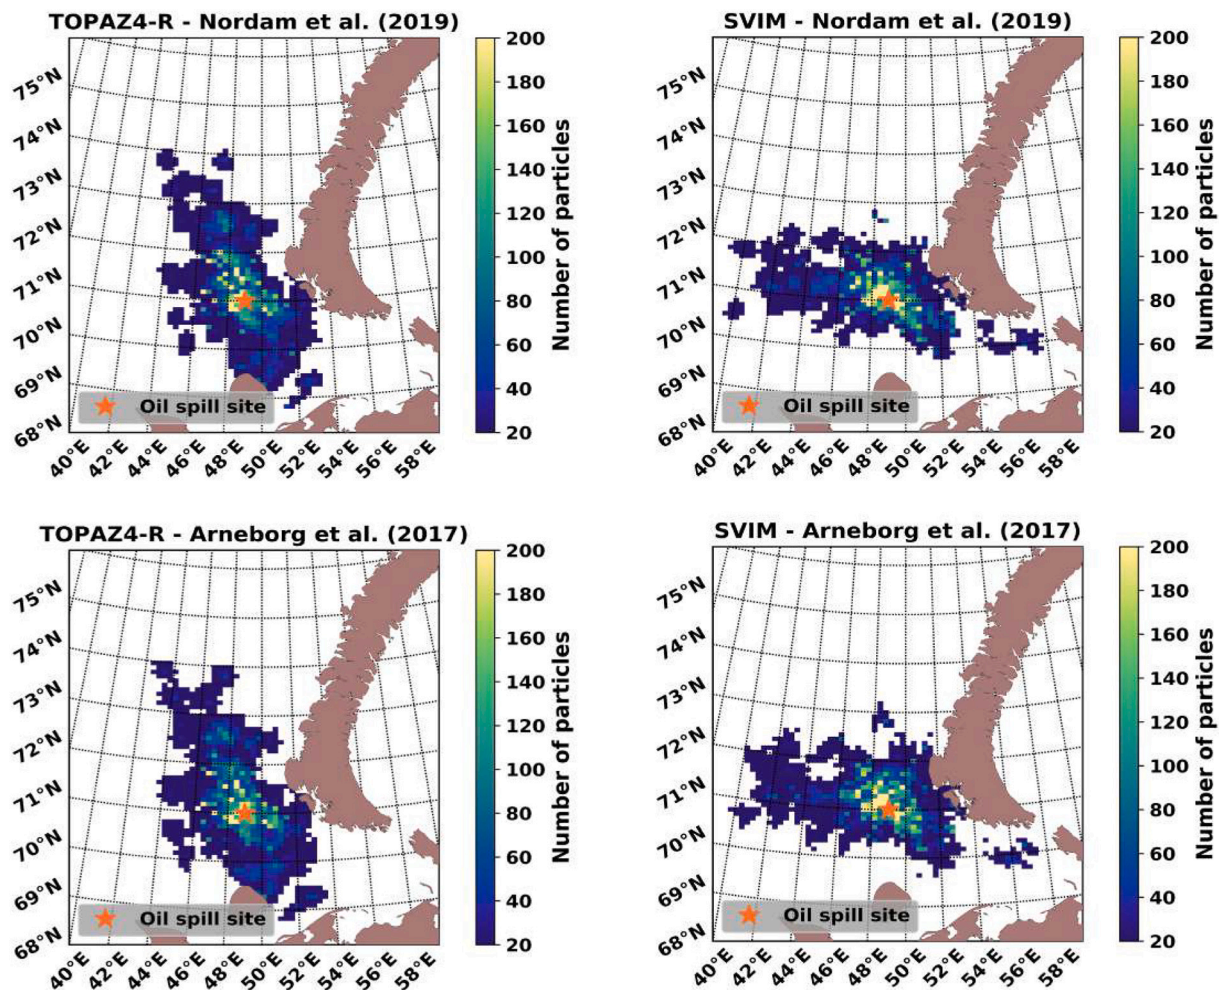 TOPAZ4-R - Nordam et al. (2019)
75°N
74°N
73°N
72°N
71°N
70°N
69°N
68°N
40°E
42°E
44°E
46°E
48°E
50°E
52°E
54°E
56°E
58°E
Oil spill site
200
180
160
140
120
100
80
60
40
20
Number of particles
SVIM - Nordam et al. (2019)
75°N
74°N
73°N
72°N
71°N
70°N
69°N
68°N
40°E
42°E
44°E
46°E
48°E
50°E
52°E
54°E
56°E
58°E
Oil spill site
200
180
160
140
120
100
80
60
40
20
Number of particles
TOPAZ4-R - Arneborg et al. (2017)
75°N
74°N
73°N
72°N
71°N
70°N
69°N
68°N
40°E
42°E
44°E
46°E
48°E
50°E
52°E
54°E
56°E
58°E
Oil spill site
200
180
160
140
120
100
80
60
40
20
Number of particles
SVIM - Arneborg et al. (2017)
75°N
74°N
73°N
72°N
71°N
70°N
69°N
68°N
40°E
42°E
44°E
46°E
48°E
50°E
52°E
54°E
56°E
58°E
Oil spill site
200
180
160
140
120
100
80
60
40
20
Number of particles